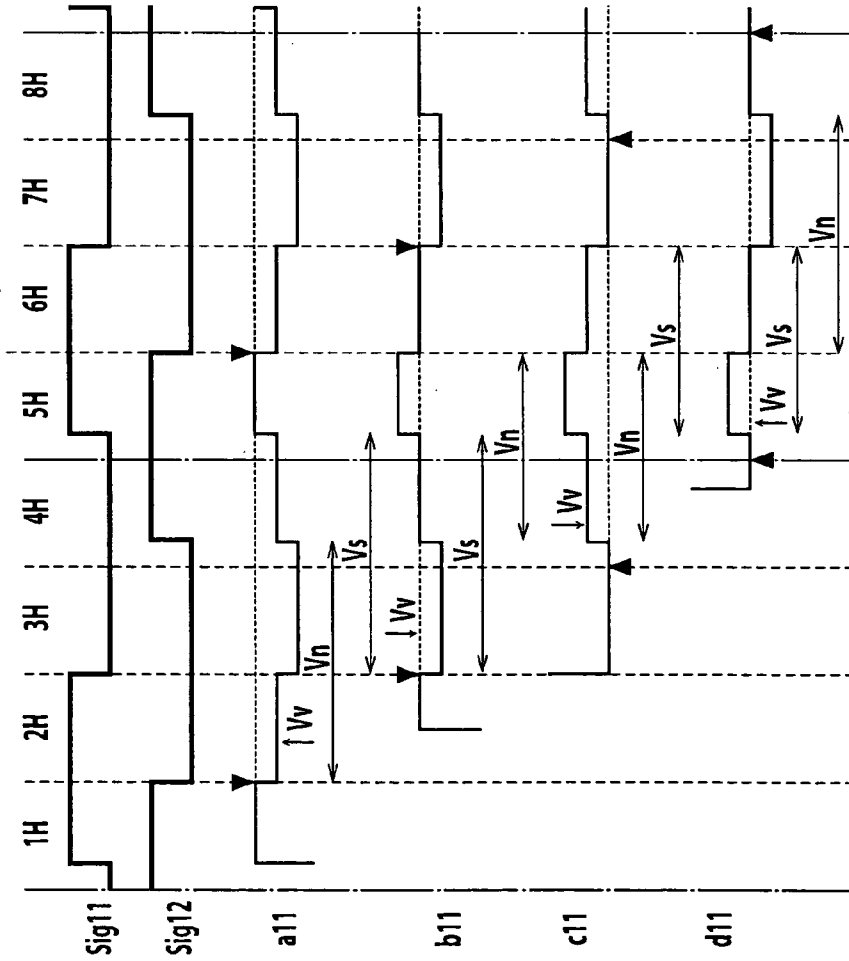 1H 2H 3H 4H 5H 6H 7H 8H
Sig11
Sig12
a11
↑Vv
Vn
Vs
b11
↓Vv
Vs
Vn
c11
↓Vv
Vn
Vs
d11
↑Vv
Vs
Vn